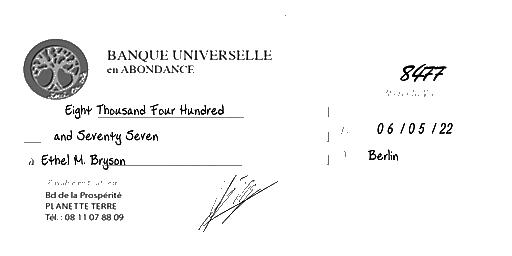 BANQUE UNIVERSELLE
en ABONDANCE
8477
Eight Thousand Four Hundred
and Seventy Seven
06/05/22
à Ethel M. Bryson
Berlin
Bd de la Prospérité
PLANETTE TERRE
Tél. : 08 11 07 88 09